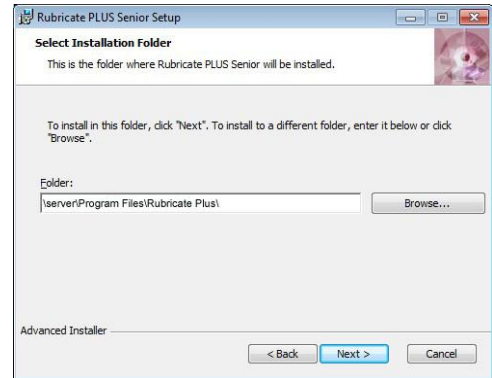 Rubricate PLUS Senior Setup
Select Installation Folder
This is the folder where Rubricate PLUS Senior will be installed.
To install in this folder, click "Next". To install to a different folder, enter it below or click
"Browse".
Folder:
\server\Program Files\Rubricate Plus\
Browse...
Advanced Installer
< Back
Next >
Cancel